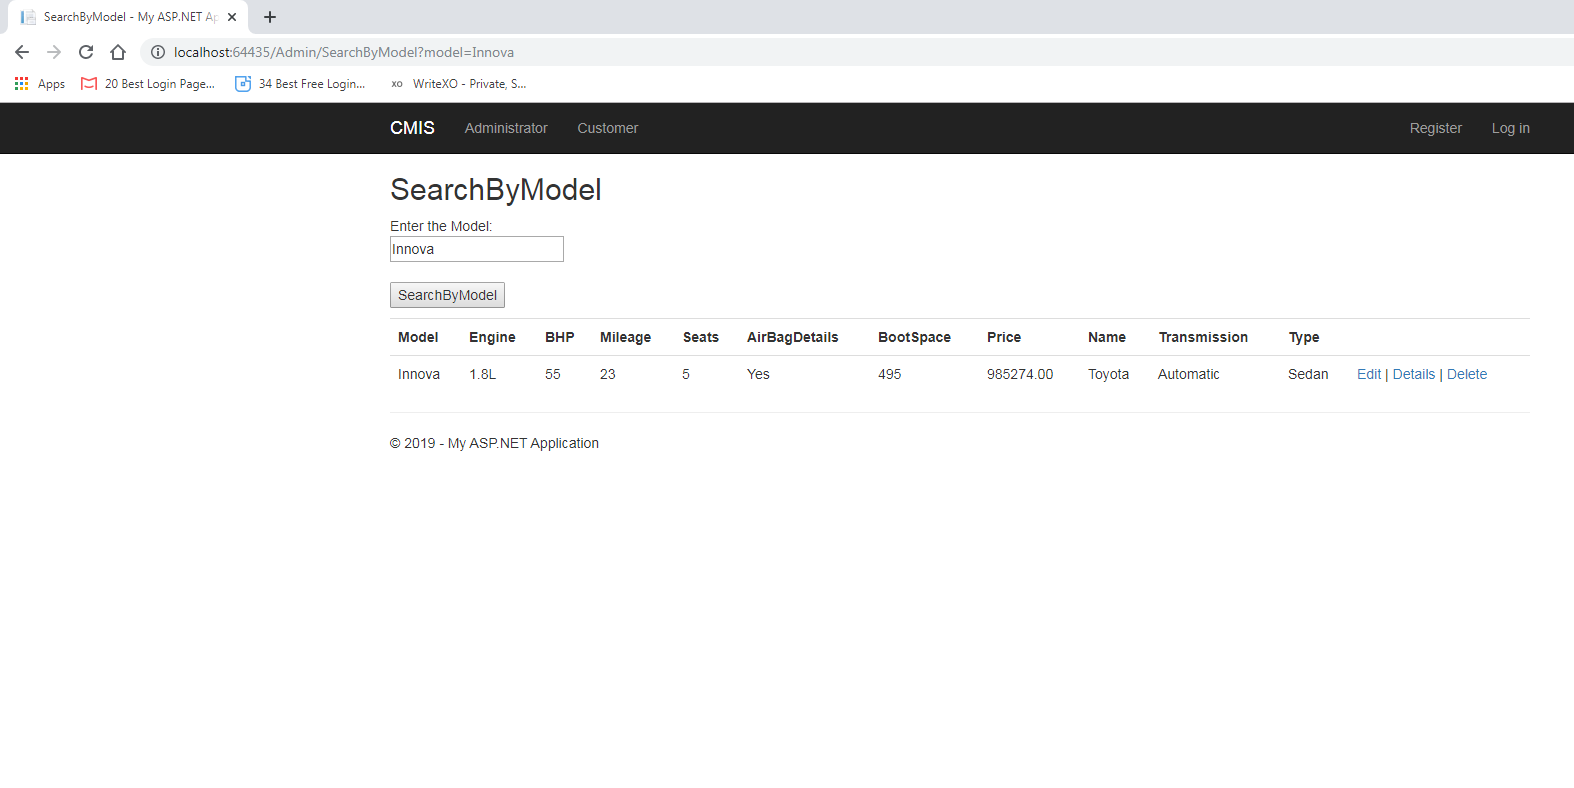 SearchByModel - My ASP.NET Ap
localhost:64435/Admin/SearchByModel?model=Innova
Apps 20 Best Login Page... 34 Best Free Login... XO WriteXO - Private, S...
CMIS Administrator Customer Register Log in
SearchByModel
Enter the Model:
Innova
SearchByModel
Model Engine BHP Mileage Seats AirBagDetails BootSpace Price Name Transmission Type
Innova 1.8L 55 23 5 Yes 495 985274.00 Toyota Automatic Sedan Edit | Details | Delete
© 2019 - My ASP.NET Application